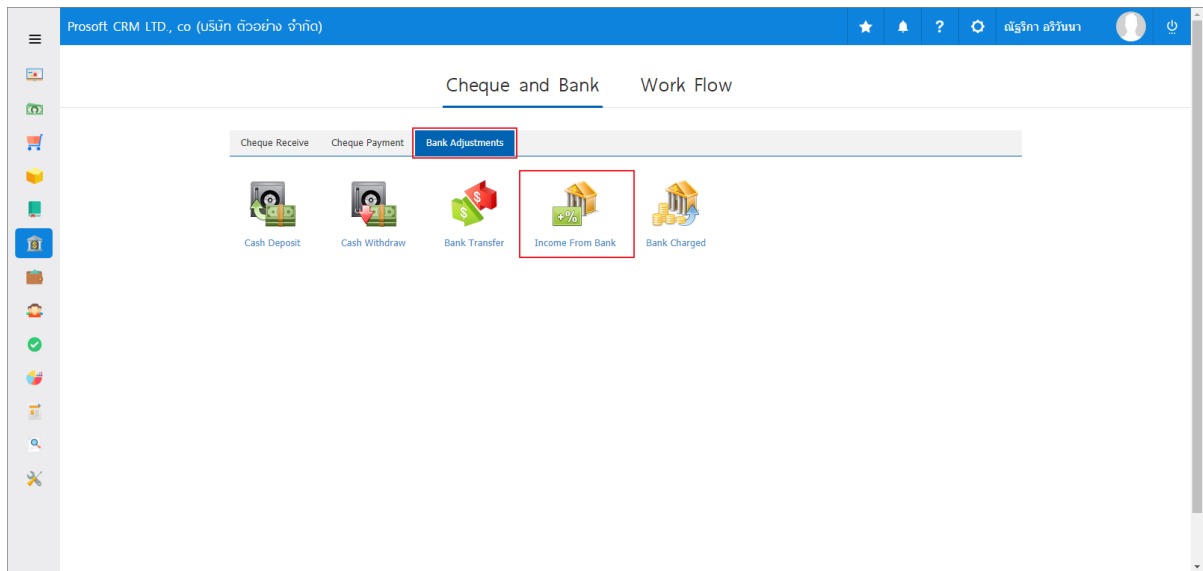 Prosoft CRM LTD., co (บริษัท ตัวอย่าง จำกัด)
? ณัฐริกา อริวันนา
Cheque and Bank Work Flow
Cheque Receive Cheque Payment Bank Adjustments
+%
Cash Deposit Cash Withdraw Bank Transfer Income From Bank Bank Charged